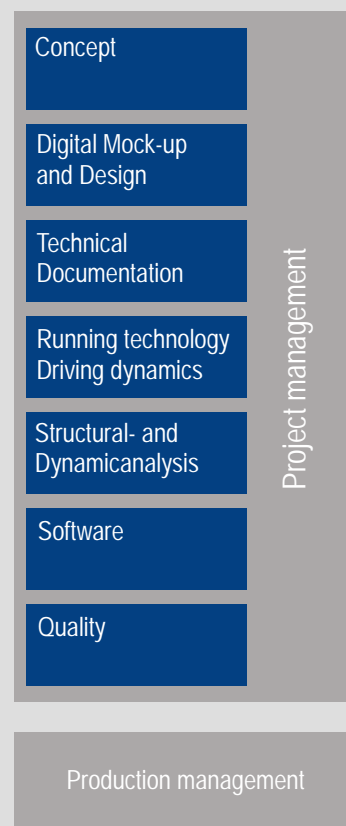 Concept
Digital Mock-up
and Design
Technical
Documentation
Running technology
Driving dynamics
Structural- and
Dynamicanalysis
Software
Quality
Project management
Production management